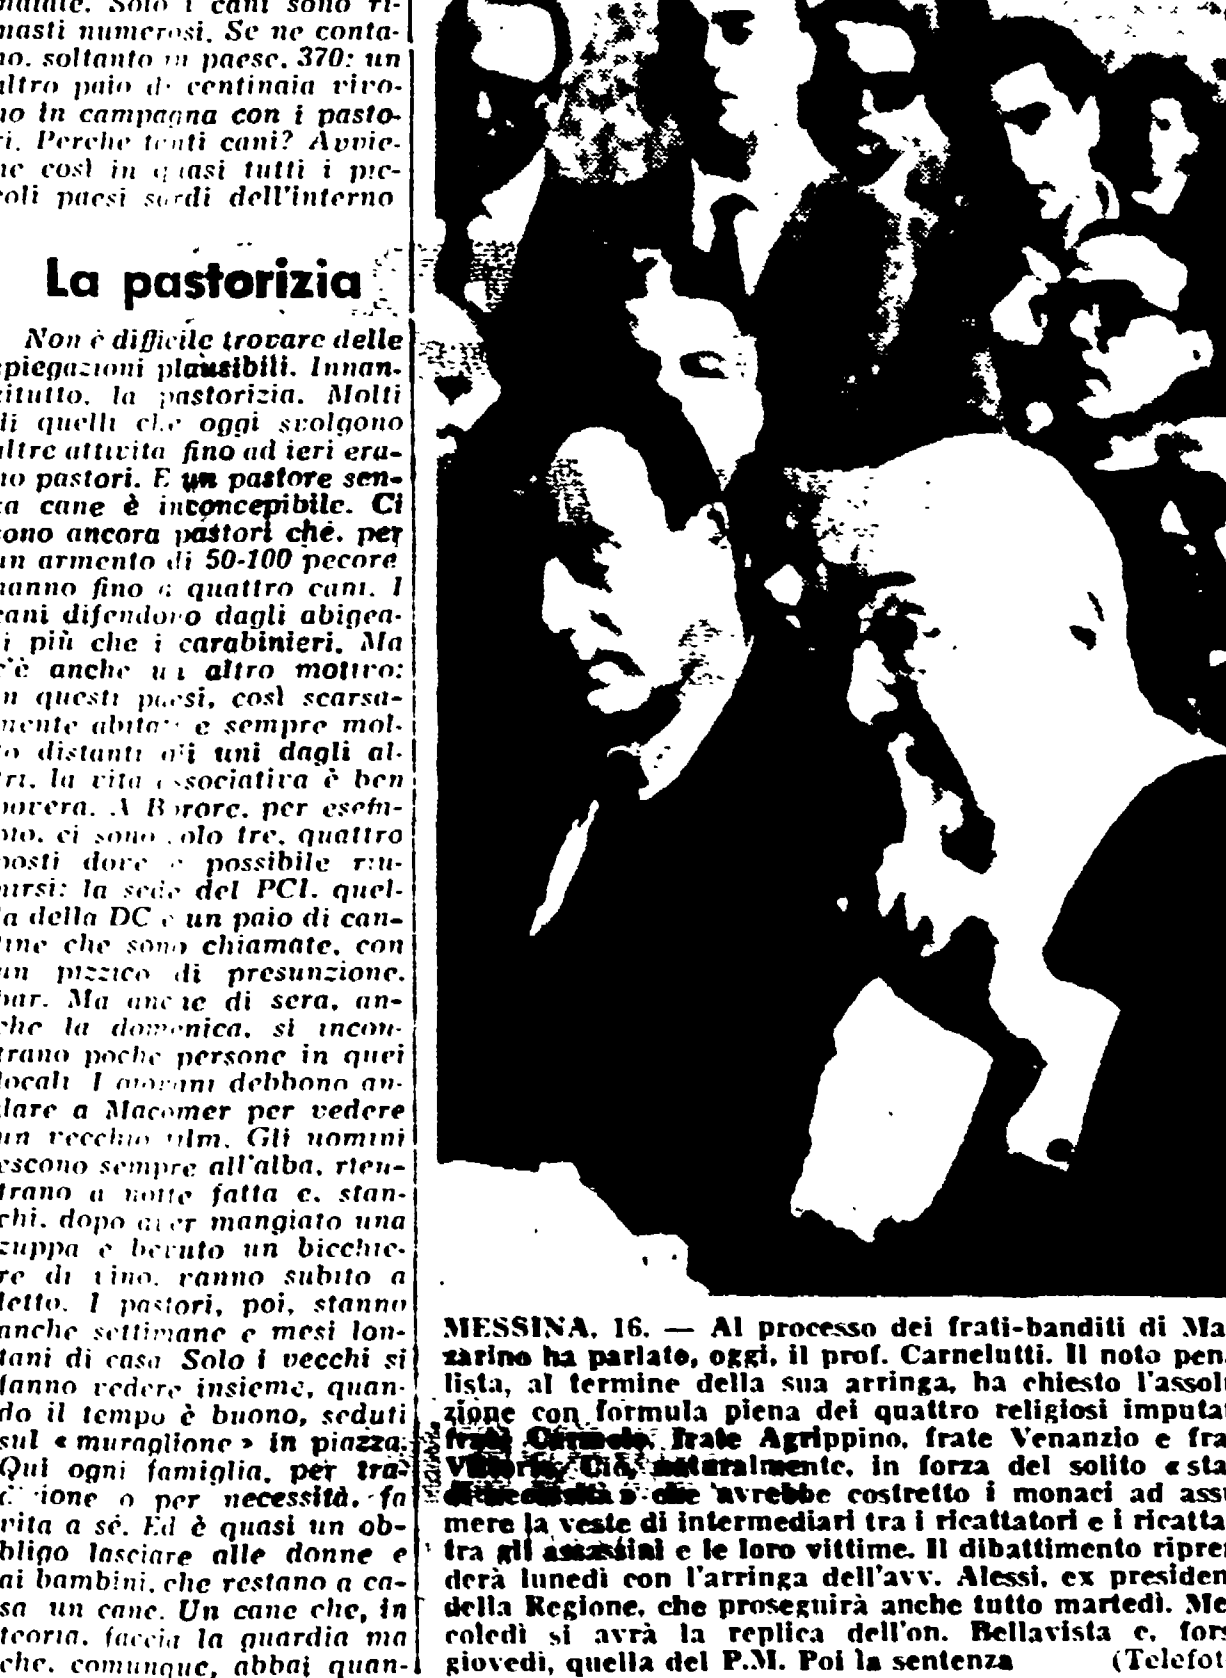 natale. Solo i cani sono ri-
masti numerosi. Se ne conta-
no. soltanto in paese. 370: un
altro paio di centinaia vivo-
no in campagna con i pasto-
ri. Perche tanti cani? Avvie-
ne così in quasi tutti i pic-
coli paesi sardi dell'interno
La pastorizia
Non è difficile trovare delle
spiegazioni plausibili. Innan-
zitutto. la pastorizia. Molti
di quelli che oggi svolgono
altre attivita fino ad ieri era-
no pastori. E un pastore sen-
za cane è inconcepibile. Ci
sono ancora pastori che. per
un armento di 50-100 pecore
hanno fino a quattro cani. I
cani difendono dagli abigea-
ti più che i carabinieri. Ma
c'è anche un altro motivo:
in questi paesi, così scarsa-
mente abitati e sempre mol-
to distanti gli uni dagli al-
tri. la vita associativa è ben
povera. A Borore. per esem-
pio. ci sono solo tre. quattro
posti dove è possibile riu-
nirsi: la sede del PCI. quel-
la della DC e un paio di can-
tine che sono chiamate. con
un pizzico di presunzione.
bar. Ma anche di sera. an-
che la domenica. si incon-
trano poche persone in quei
locali I giovani debbono an-
dare a Macomer per vedere
un vecchio film. Gli uomini
escono sempre all'alba. rien-
trano a notte fatta e. stan-
chi. dopo aver mangiato una
zuppa e bevuto un bicchie-
re di vino. vanno subito a
letto. I pastori, poi, stanno
anche settimane e mesi lon-
tani di casa Solo i vecchi si
fanno vedere insieme, quan-
do il tempo è buono, seduti
sul « muraglione » in piazza.
Qui ogni famiglia, per tra-
dizione o per necessità, fa
vita a sé. Ed è quasi un ob-
bligo lasciare alle donne e
ai bambini, che restano a ca-
sa un cane. Un cane che, in
teoria. faccia la guardia ma
che. comunque, abbai quan-
MESSINA. 16. — Al processo dei frati-banditi di Ma
zarino ha parlato, oggi, il prof. Carnelutti. Il noto pena
lista, al termine della sua arringa, ha chiesto l'assolu
zione con formula piena dei quattro religiosi imputat
frate Carmelo, frate Agrippino, frate Venanzio e fra
Vittorio. Ciò, naturalmente, in forza del solito « sta
di necessità » che avrebbe costretto i monaci ad assu
mere la veste di intermediari tra i ricattatori e i ricatta
tra gli assassini e le loro vittime. Il dibattimento ripren
derà lunedì con l'arringa dell'avv. Alessi, ex presiden
della Regione, che proseguirà anche tutto martedì. Me
coledì si avrà la replica dell'on. Bellavista e, fors
giovedì, quella del P.M. Poi la sentenza (Telefot